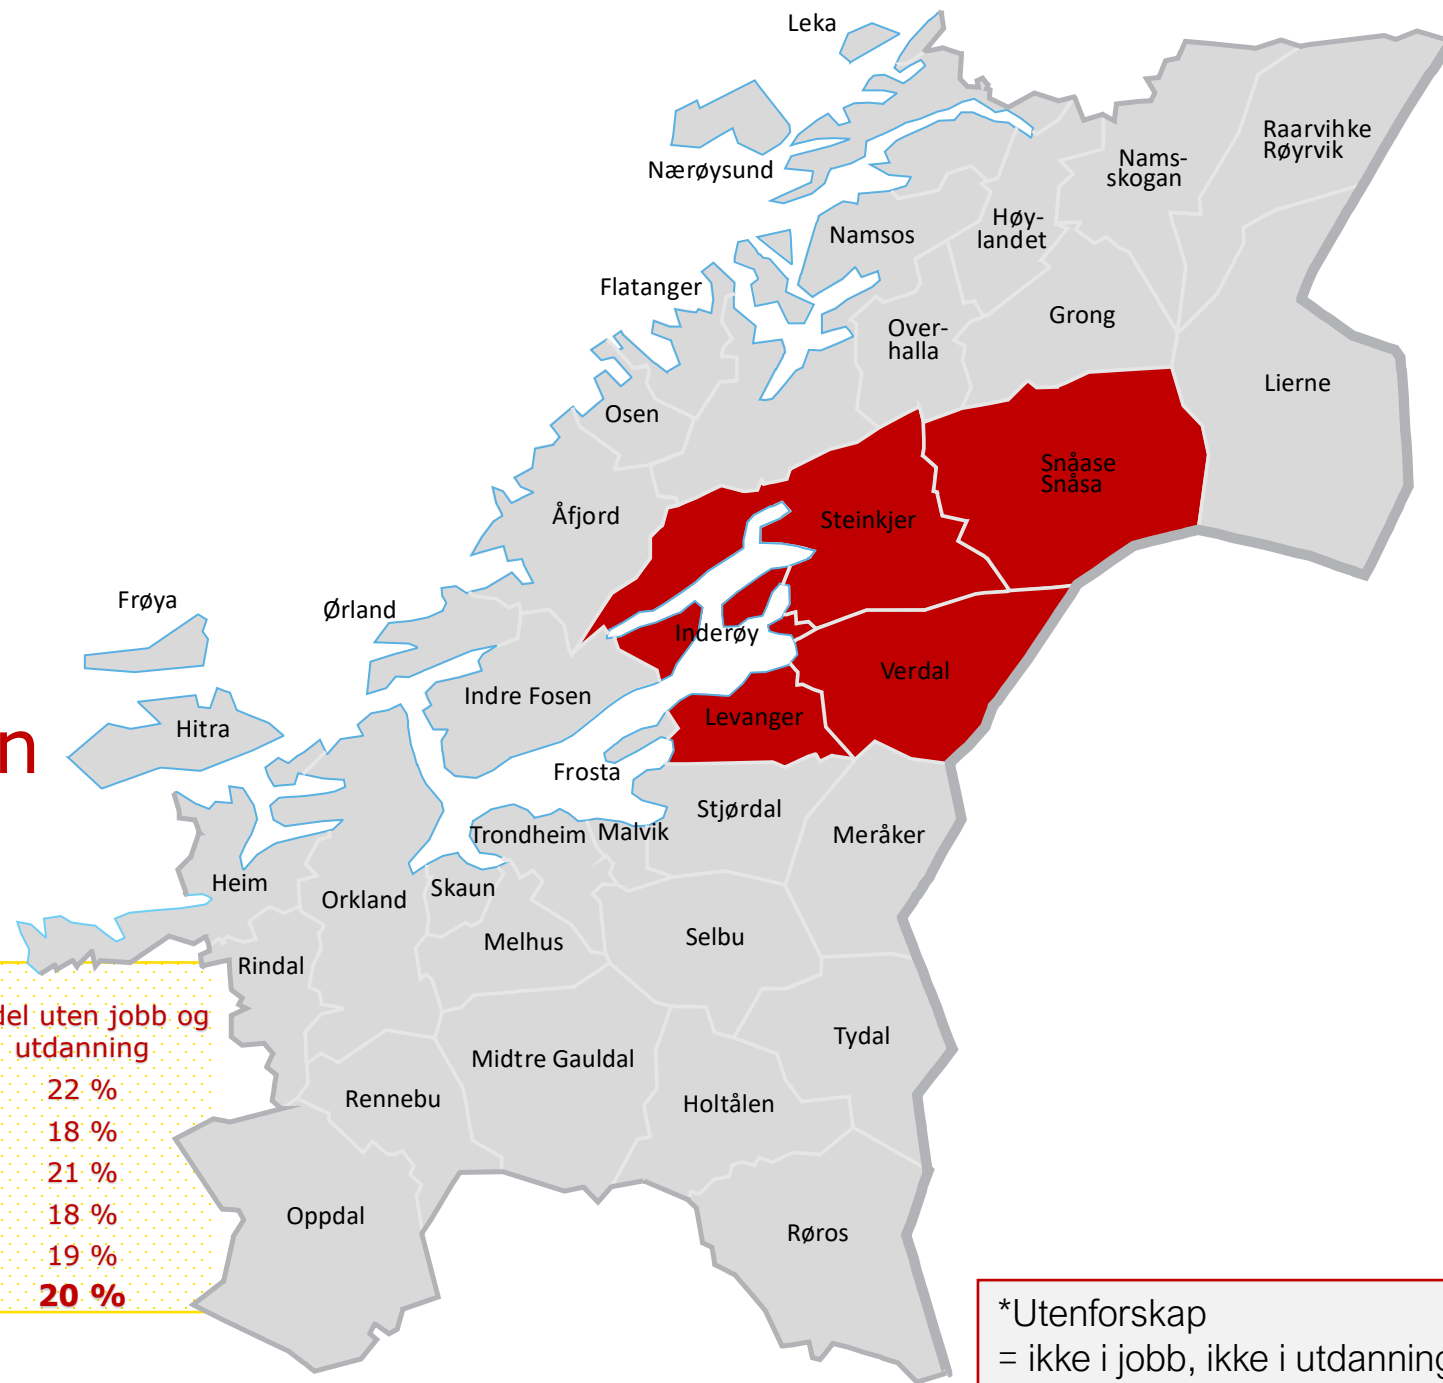 Leka
Raarvihke
Røyrvik
Nams-
skogan
Nærøysund
Høy-
landet
Namsos
Flatanger
Grong
Over-
halla
Lierne
Osen
Snåase
Snåsa
Åfjord
Steinkjer
Frøya
Ørland
Inderøy
Verdal
Indre Fosen
Levanger
Hitra
n
Frosta
Stjørdal
Trondheim
Malvik
Meråker
Heim
Skaun
Orkland
Selbu
Melhus
Rindal
del uten jobb og
utdanning
22 %
18 %
21 %
18 %
19 %
20 %
Tydal
Midtre Gauldal
Rennebu
Holtålen
Oppdal
Røros
*Utenforskap
= ikke i jobb, ikke i utdanning